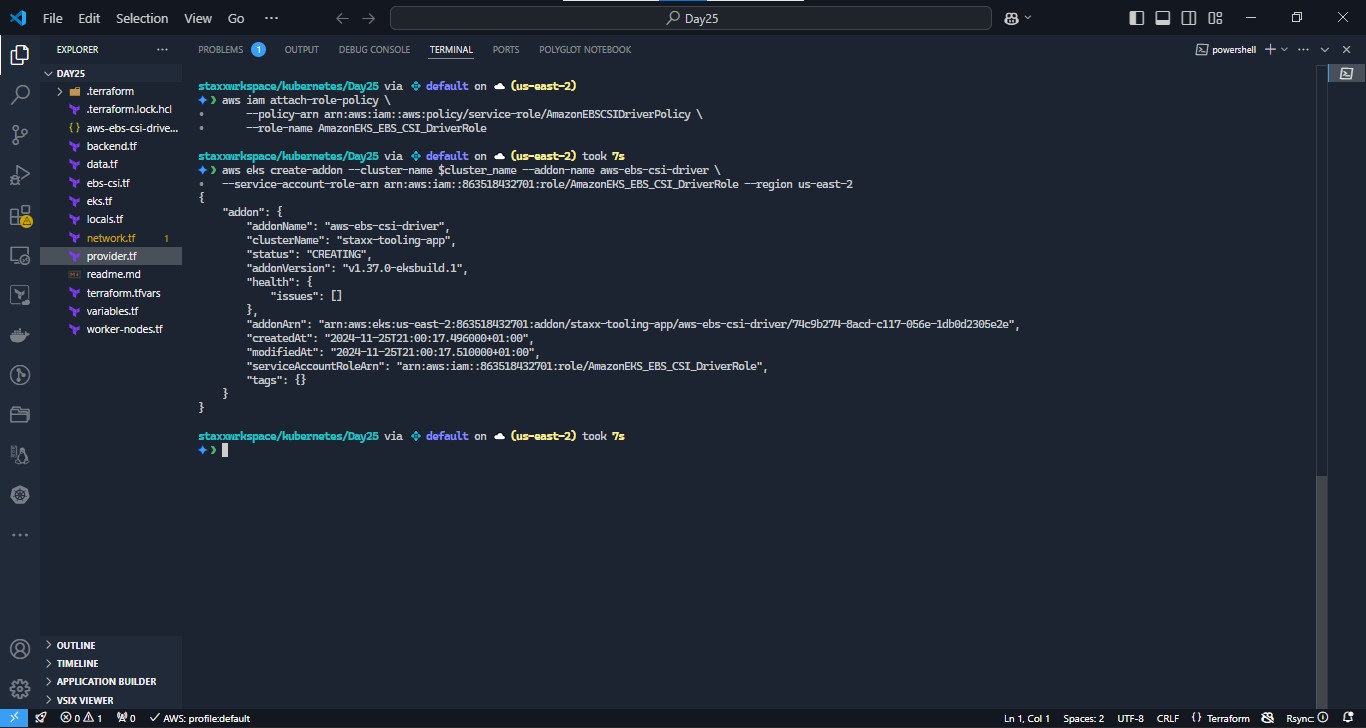 File Edit Selection View Go ···
Day25
EXPLORER
PROBLEMS 1 OUTPUT DEBUG CONSOLE TERMINAL PORTS POLYGLOT NOTEBOOK
powershell
DAY25
.terraform
.terraform.lock.hcl
aws-ebs-csi-drive...
backend.tf
data.tf
ebs-csi.tf
eks.tf
locals.tf
network.tf 1
provider.tf
readme.md
terraform.tfvars
variables.tf
worker-nodes.tf
staxxwrkspace/kubernetes/Day25 via default on (us-east-2)
❯ aws iam attach-role-policy \
--policy-arn arn:aws:iam::aws:policy/service-role/AmazonEBSCSIDriverPolicy \
--role-name AmazonEKS_EBS_CSI_DriverRole
staxxwrkspace/kubernetes/Day25 via default on (us-east-2) took 7s
❯ aws eks create-addon --cluster-name $cluster_name --addon-name aws-ebs-csi-driver \
--service-account-role-arn arn:aws:iam::863518432701:role/AmazonEKS_EBS_CSI_DriverRole --region us-east-2
{
"addon": {
"addonName": "aws-ebs-csi-driver",
"clusterName": "staxx-tooling-app",
"status": "CREATING",
"addonVersion": "v1.37.0-eksbuild.1",
"health": {
"issues": []
},
"addonArn": "arn:aws:eks:us-east-2:863518432701:addon/staxx-tooling-app/aws-ebs-csi-driver/74c9b274-8acd-c117-056e-1db0d2305e2e",
"createdAt": "2024-11-25T21:00:17.496000+01:00",
"modifiedAt": "2024-11-25T21:00:17.510000+01:00",
"serviceAccountRoleArn": "arn:aws:iam::863518432701:role/AmazonEKS_EBS_CSI_DriverRole",
"tags": {}
}
}
staxxwrkspace/kubernetes/Day25 via default on (us-east-2) took 7s
❯
OUTLINE
TIMELINE
APPLICATION BUILDER
VSIX VIEWER
0 1 0 AWS: profile:default
Ln 1, Col 1 Spaces: 2 UTF-8 CRLF {} Terraform Rsync: